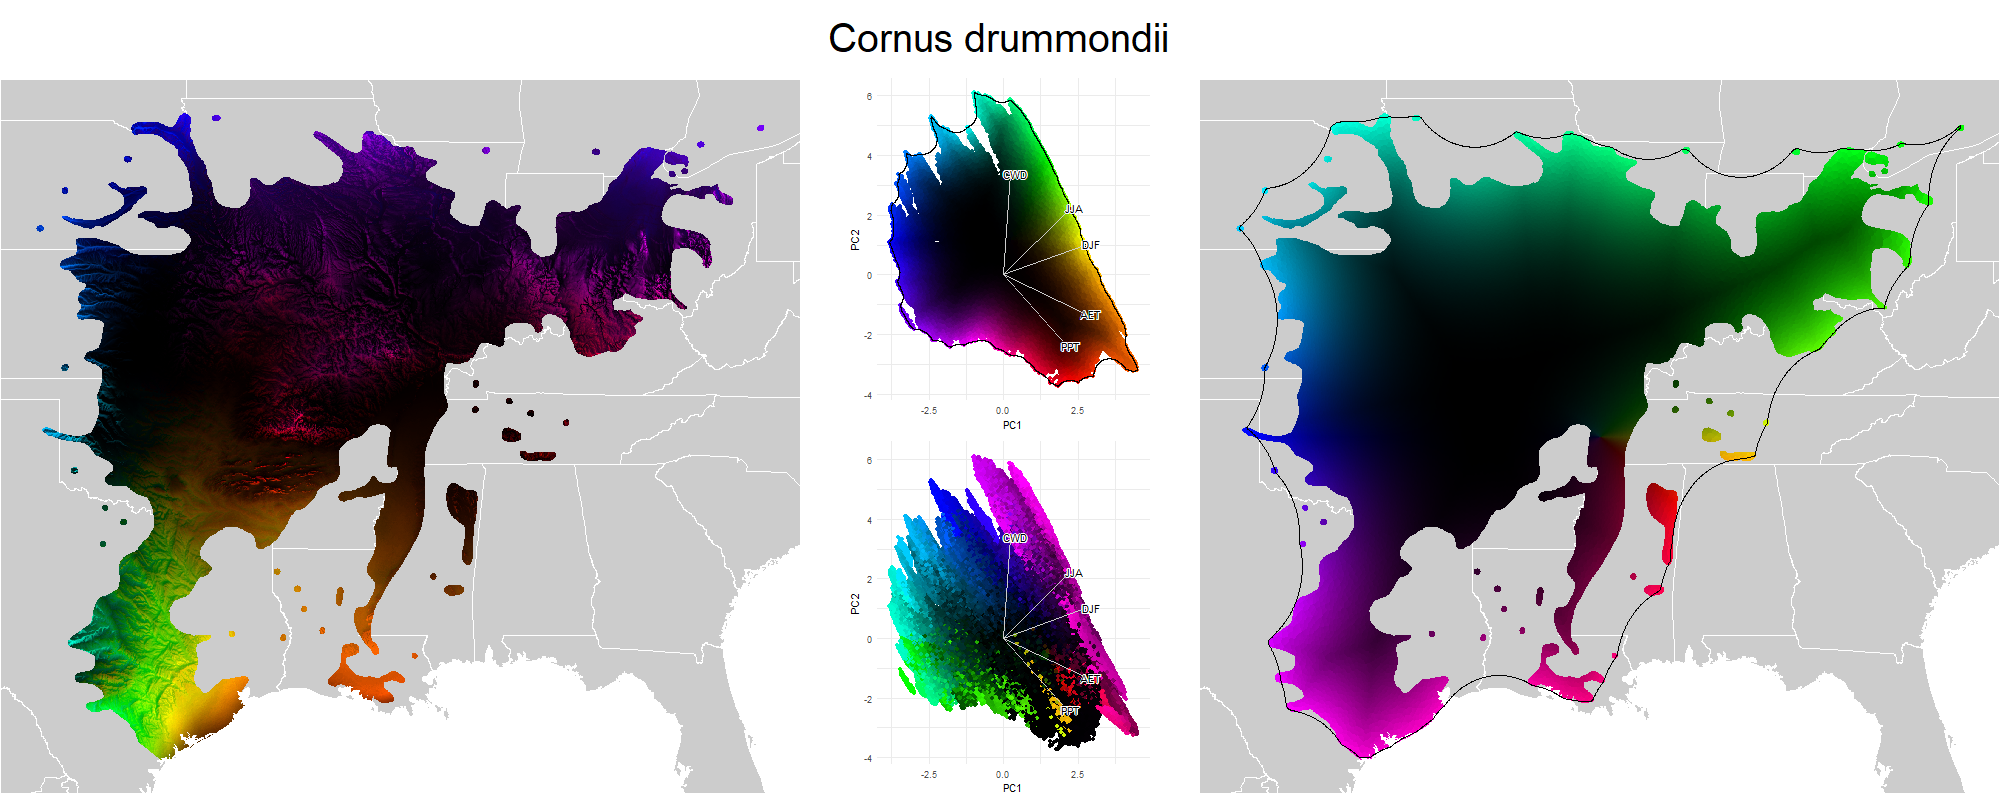 Cornus drummondii
6
4
2
0
-2
-4
PC2
CWD
JJA
DJF
AET
PPT
-2.5 0.0 2.5
PC1
6
4
2
0
-2
-4
PC2
CWD
JJA
DJF
AET
PPT
-2.5 0.0 2.5
PC1